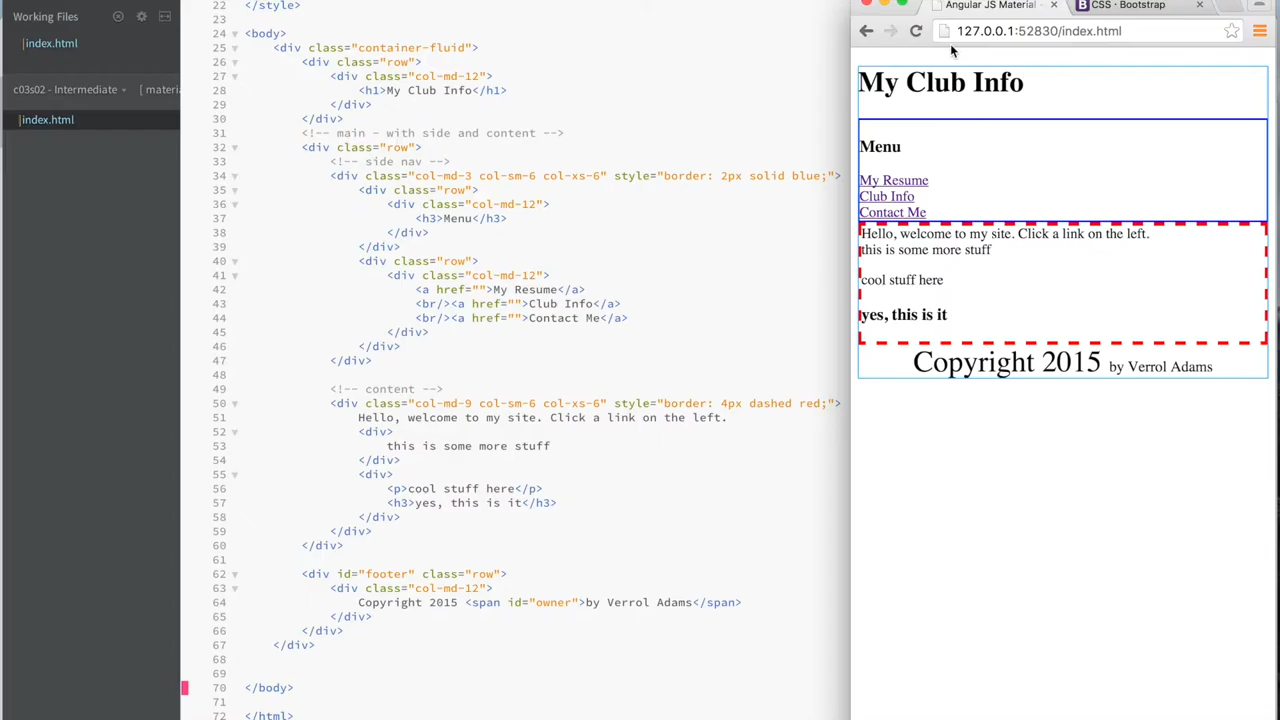 Working Files
index.html
c03s02 - Intermediate
{ materia
index.html
22 </style>
23
24 <body>
25 <div class="container-fluid">
26 <div class="row">
27 <div class="col-md-12">
28 <h1>My Club Info</h1>
29 </div>
30 </div>
31 <!-- main - with side and content -->
32 <div class="row">
33 <!-- side nav -->
34 <div class="col-md-3 col-sm-6 col-xs-6" style="border: 2px solid blue;">
35 <div class="row">
36 <div class="col-md-12">
37 <h3>Menu</h3>
38 </div>
39 </div>
40 <div class="row">
41 <div class="col-md-12">
42 <a href="">My Resume</a>
43 <br/><a href="">Club Info</a>
44 <br/><a href="">Contact Me</a>
45 </div>
46 </div>
47 </div>
48
49 <!-- content -->
50 <div class="col-md-9 col-sm-6 col-xs-6" style="border: 4px dashed red;">
51 Hello, welcome to my site. Click a link on the left.
52 <div>
53 this is some more stuff
54 </div>
55 <div>
56 <p>cool stuff here</p>
57 <h3>yes, this is it</h3>
58 </div>
59 </div>
60 </div>
61
62 <div id="footer" class="row">
63 <div class="col-md-12">
64 Copyright 2015 <span id="owner">by Verrol Adams</span>
65 </div>
66 </div>
67 </div>
68
69
70 </body>
71
72 </html>
Angular JS Material
CSS · Bootstrap
127.0.0.1:52830/index.html
My Club Info
Menu
My Resume
Club Info
Contact Me
Hello, welcome to my site. Click a link on the left.
this is some more stuff
cool stuff here
yes, this is it
Copyright 2015 by Verrol Adams